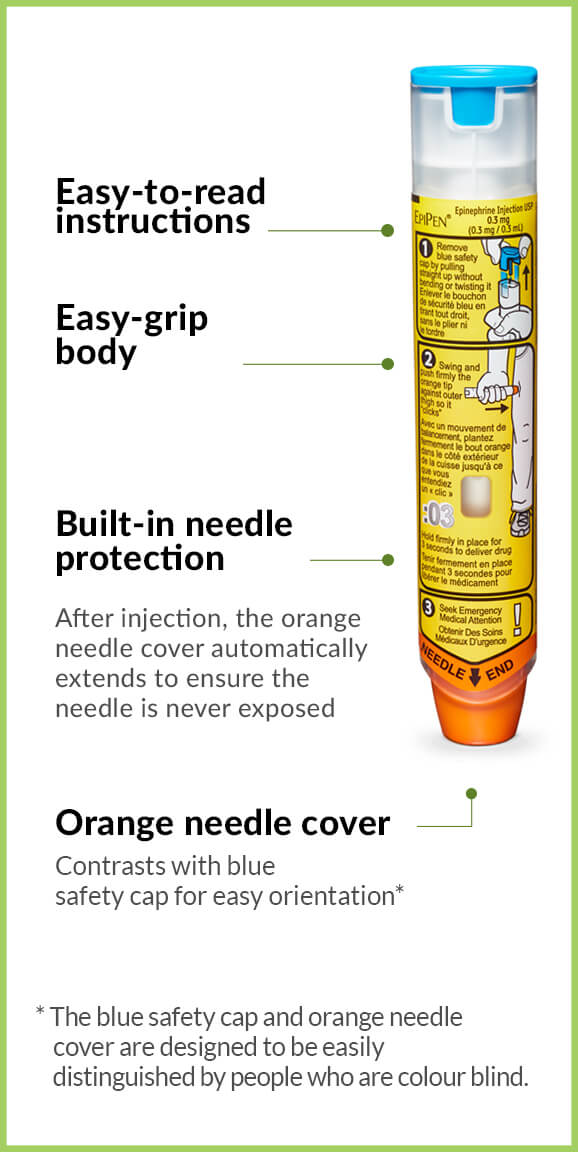 Easy-to-read
instructions
Easy-grip
body
Built-in needle
protection
After injection, the orange
needle cover automatically
extends to ensure the
needle is never exposed
Orange needle cover
Contrasts with blue
safety cap for easy orientation*
* The blue safety cap and orange needle
cover are designed to be easily
distinguished by people who are colour blind.
EPIPEN®
Epinephrine Injection USP
0.3 mg
(0.3 mg / 0.3 mL)
1 Remove
blue safety
cap by pulling
straight up without
bending or twisting it
Enlever le bouchon
de sécurité bleu en
tirant tout droit,
sans le plier ni
le tordre
2 Swing and
push firmly the
orange tip
against outer
thigh so it
"clicks"
Avec un mouvement de
balancement, plantez
fermement le bout orange
dans le côté extérieur
de la cuisse jusqu'à ce
que vous
entendiez
un « clic »
:03
Hold firmly in place for
3 seconds to deliver drug
Tenir fermement en place
pendant 3 secondes pour
libérer le médicament
3 Seek Emergency
Medical Attention
Obtenir Des Soins
Médicaux D'urgence
!
NEEDLE END